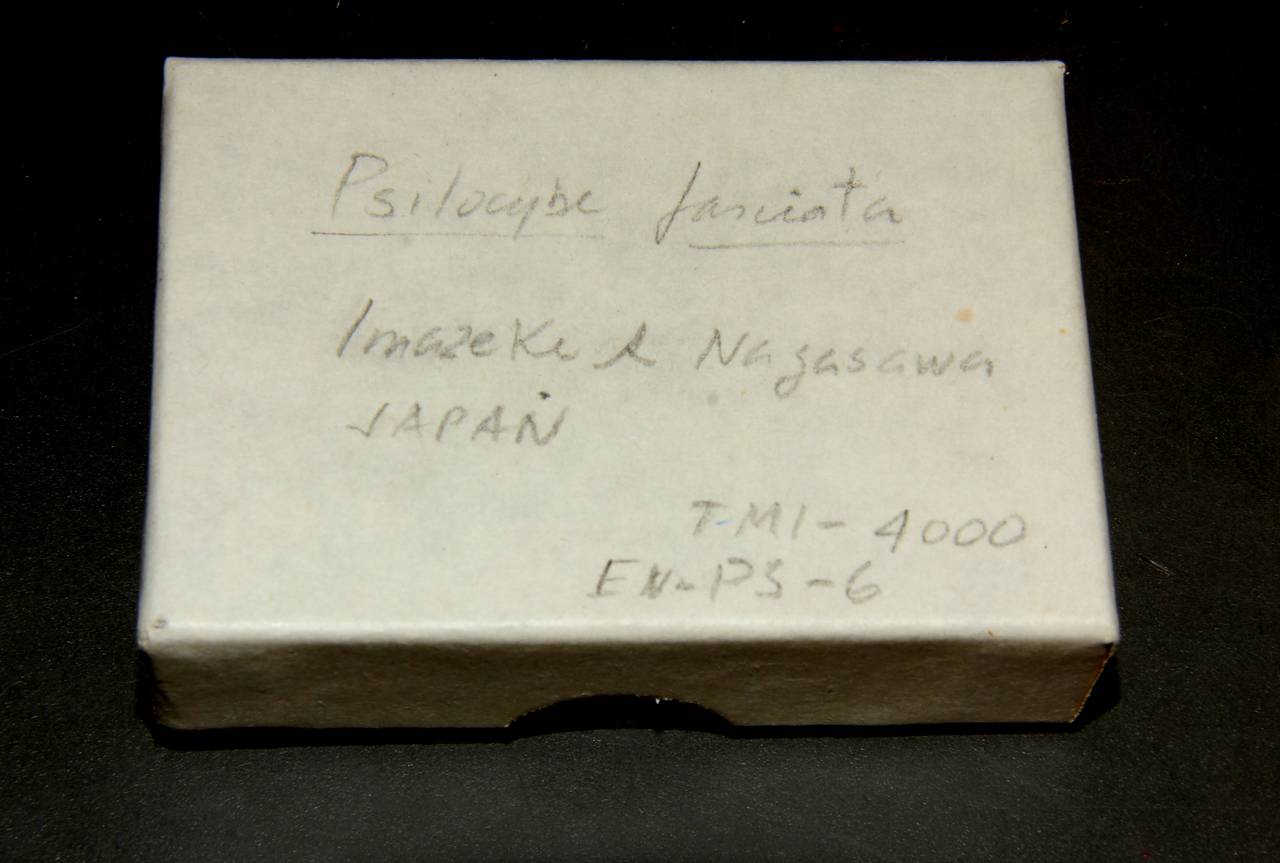 Psilocybe fasciata
Imazeki & Nagasawa
JAPAN
TMI-4000
EN-PS-6